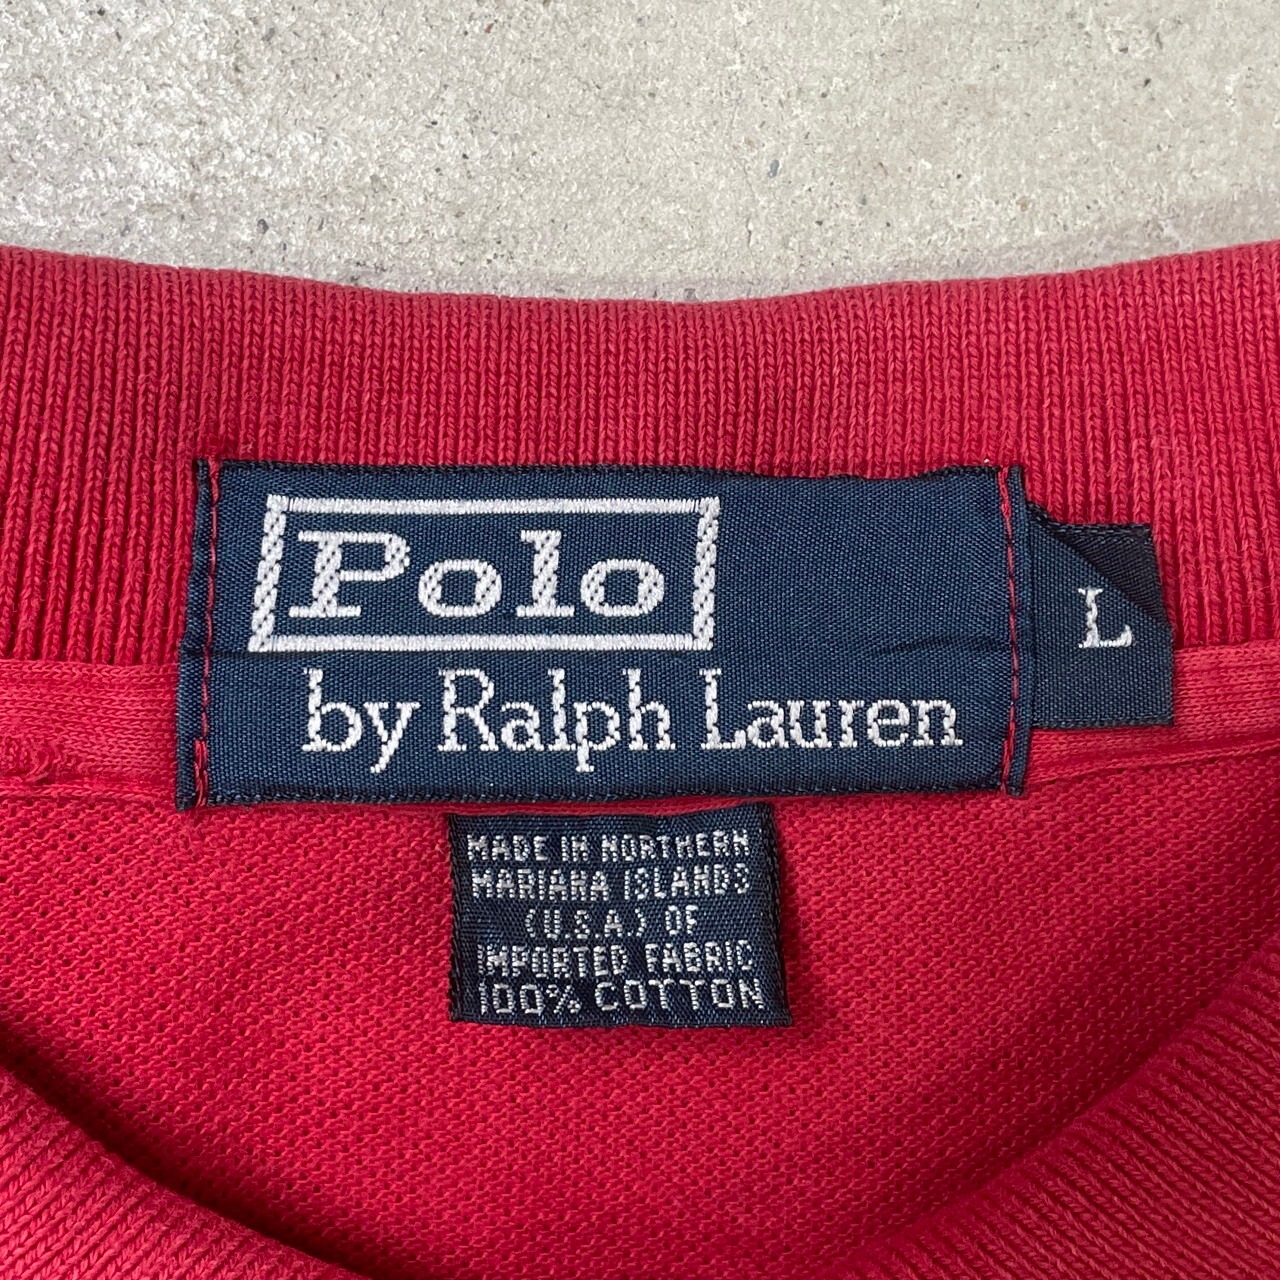 Polo
by Ralph Lauren
L
MADE IN NORTHERN
MARIANA ISLANDS
(U.S.A.) OF
IMPORTED FABRIC
100% COTTON